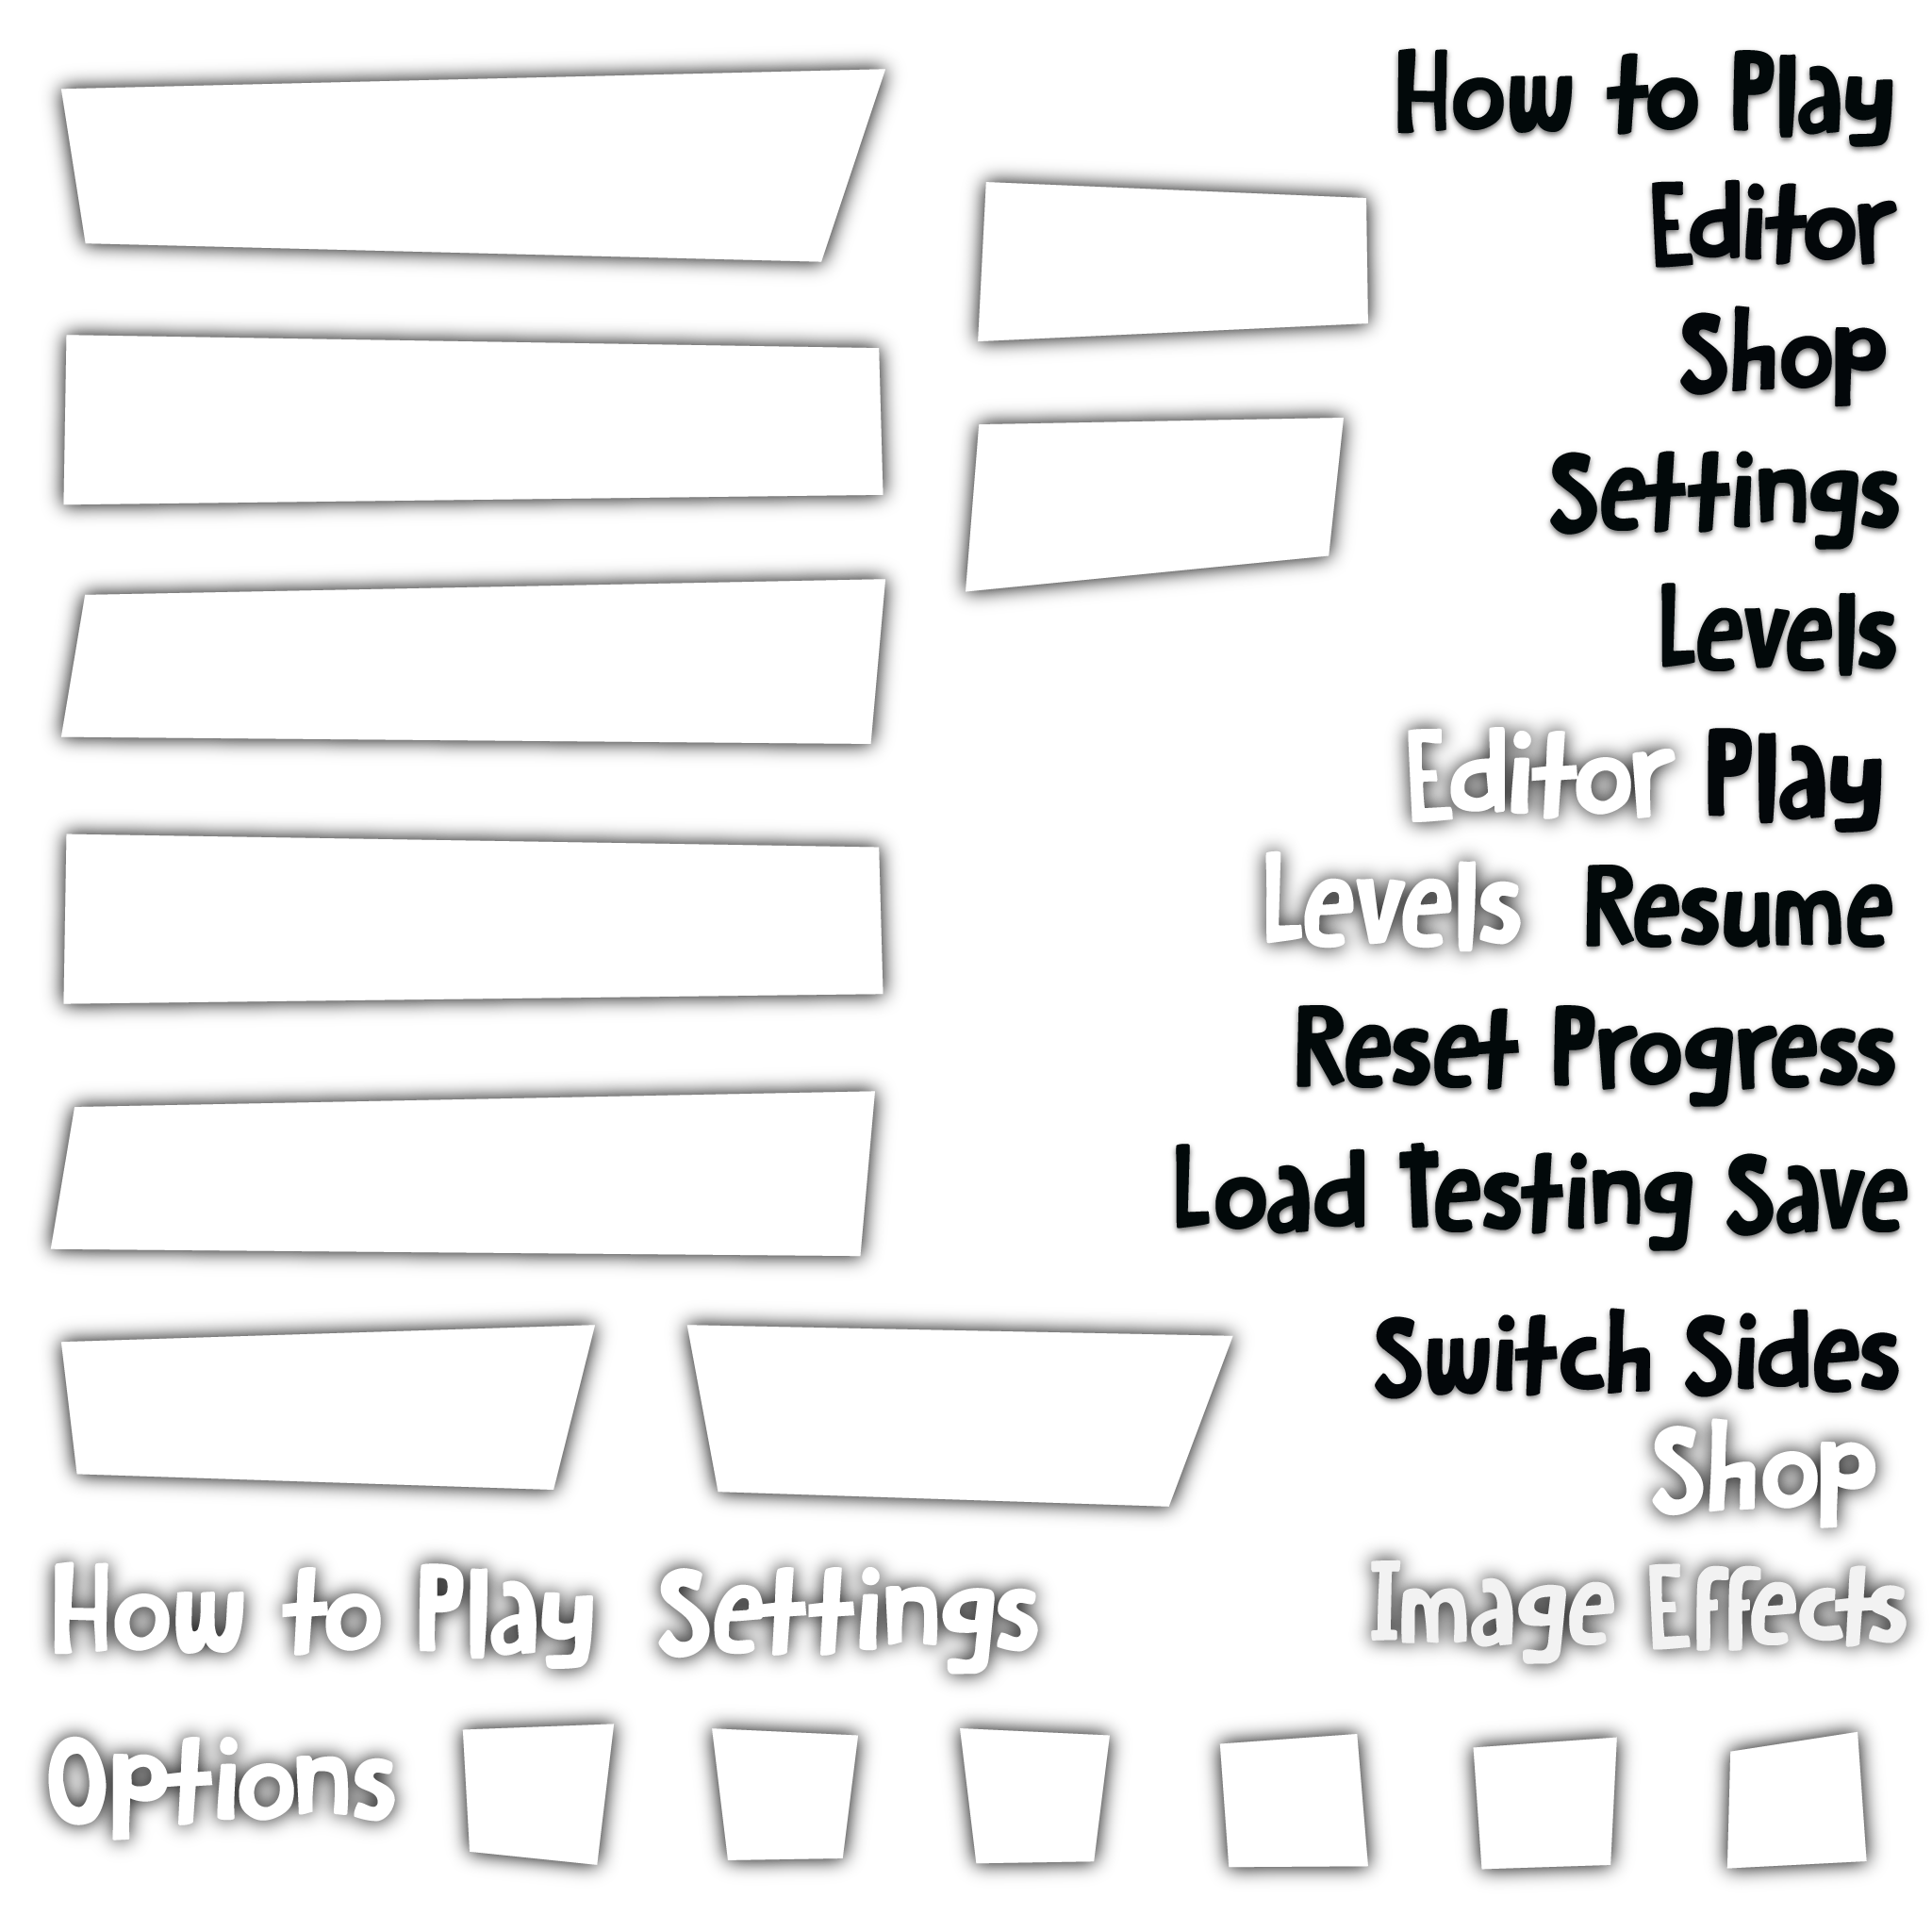 How to Play
Editor
Shop
Settings
Levels
Editor Play
Levels Resume
Reset Progress
Load Testing Save
Switch Sides
Shop
How to Play Settings Image Effects
Options